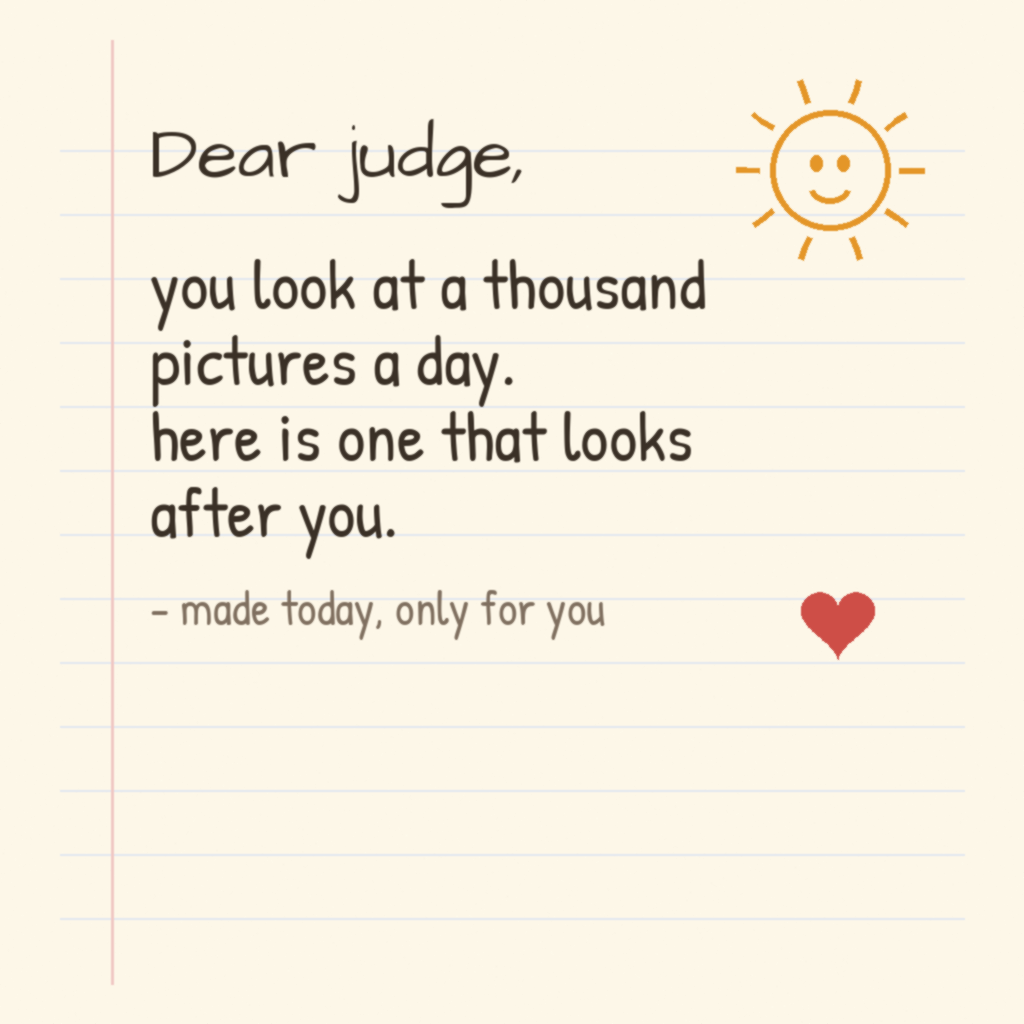 Dear judge,
you look at a thousand
pictures a day.
here is one that looks
after you.
– made today, only for you